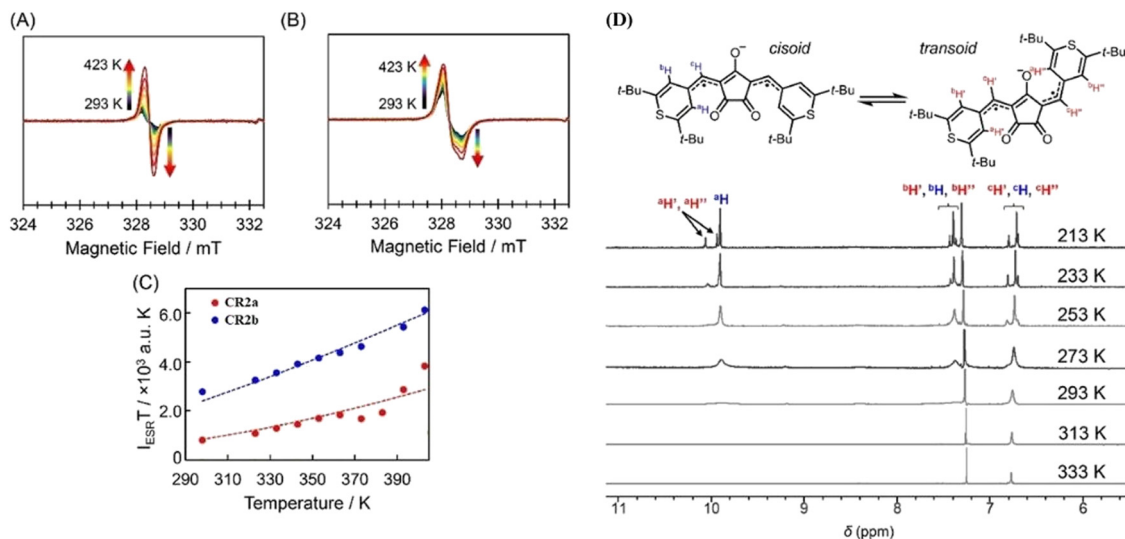 (A)
423 K
293 K
324 326 328 330 332
Magnetic Field / mT
(B)
423 K
293 K
324 326 328 330 332
Magnetic Field / mT
(C)
CR2a
CR2b
I_ESR T / ×10³ a.u. K
6.0
4.0
2.0
0
290 310 330 350 370 390
Temperature / K
(D)
cisoid
transoid
O⁻
ᵇH
ᶜH
ᵃH
t-Bu
S
t-Bu
O
O
t-Bu
S
t-Bu
S
t-Bu
t-Bu
O⁻
ᵃH''
ᵇH''
ᶜH''
ᵇH'
ᶜH'
ᵃH'
t-Bu
S
t-Bu
O
O
ᵃH', ᵃH'' ᵃH
ᵇH', ᵇH, ᵇH'' ᶜH', ᶜH, ᶜH''
213 K
233 K
253 K
273 K
293 K
313 K
333 K
11 10 9 8 7 6
δ (ppm)